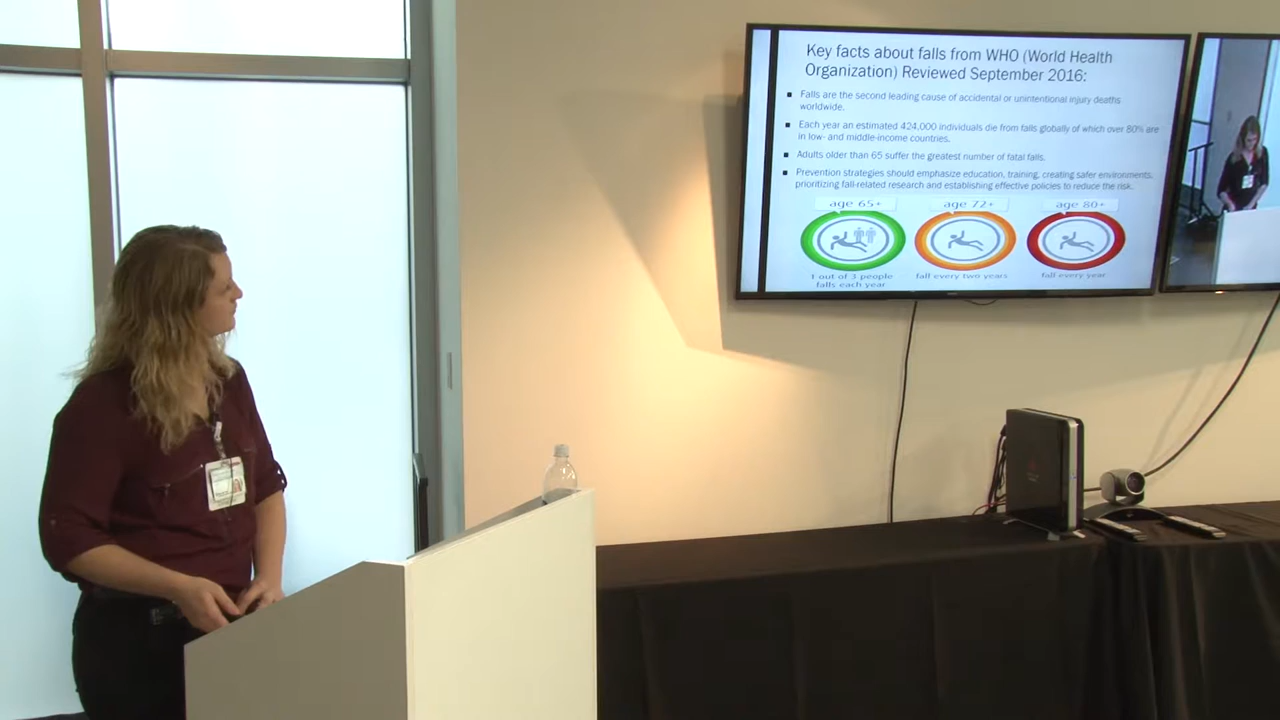 Key facts about falls from WHO (World Health
Organization) Reviewed September 2016:
Falls are the second leading cause of accidental or unintentional injury deaths
worldwide.
Each year an estimated 424,000 individuals die from falls globally of which over 80% are
in low- and middle-income countries.
Adults older than 65 suffer the greatest number of fatal falls.
Prevention strategies should emphasize education, training, creating safer environments,
prioritizing fall-related research and establishing effective policies to reduce the risk.
age 65+ age 72+ age 80+
1 out of 3 people fall every two years fall every year
falls each year